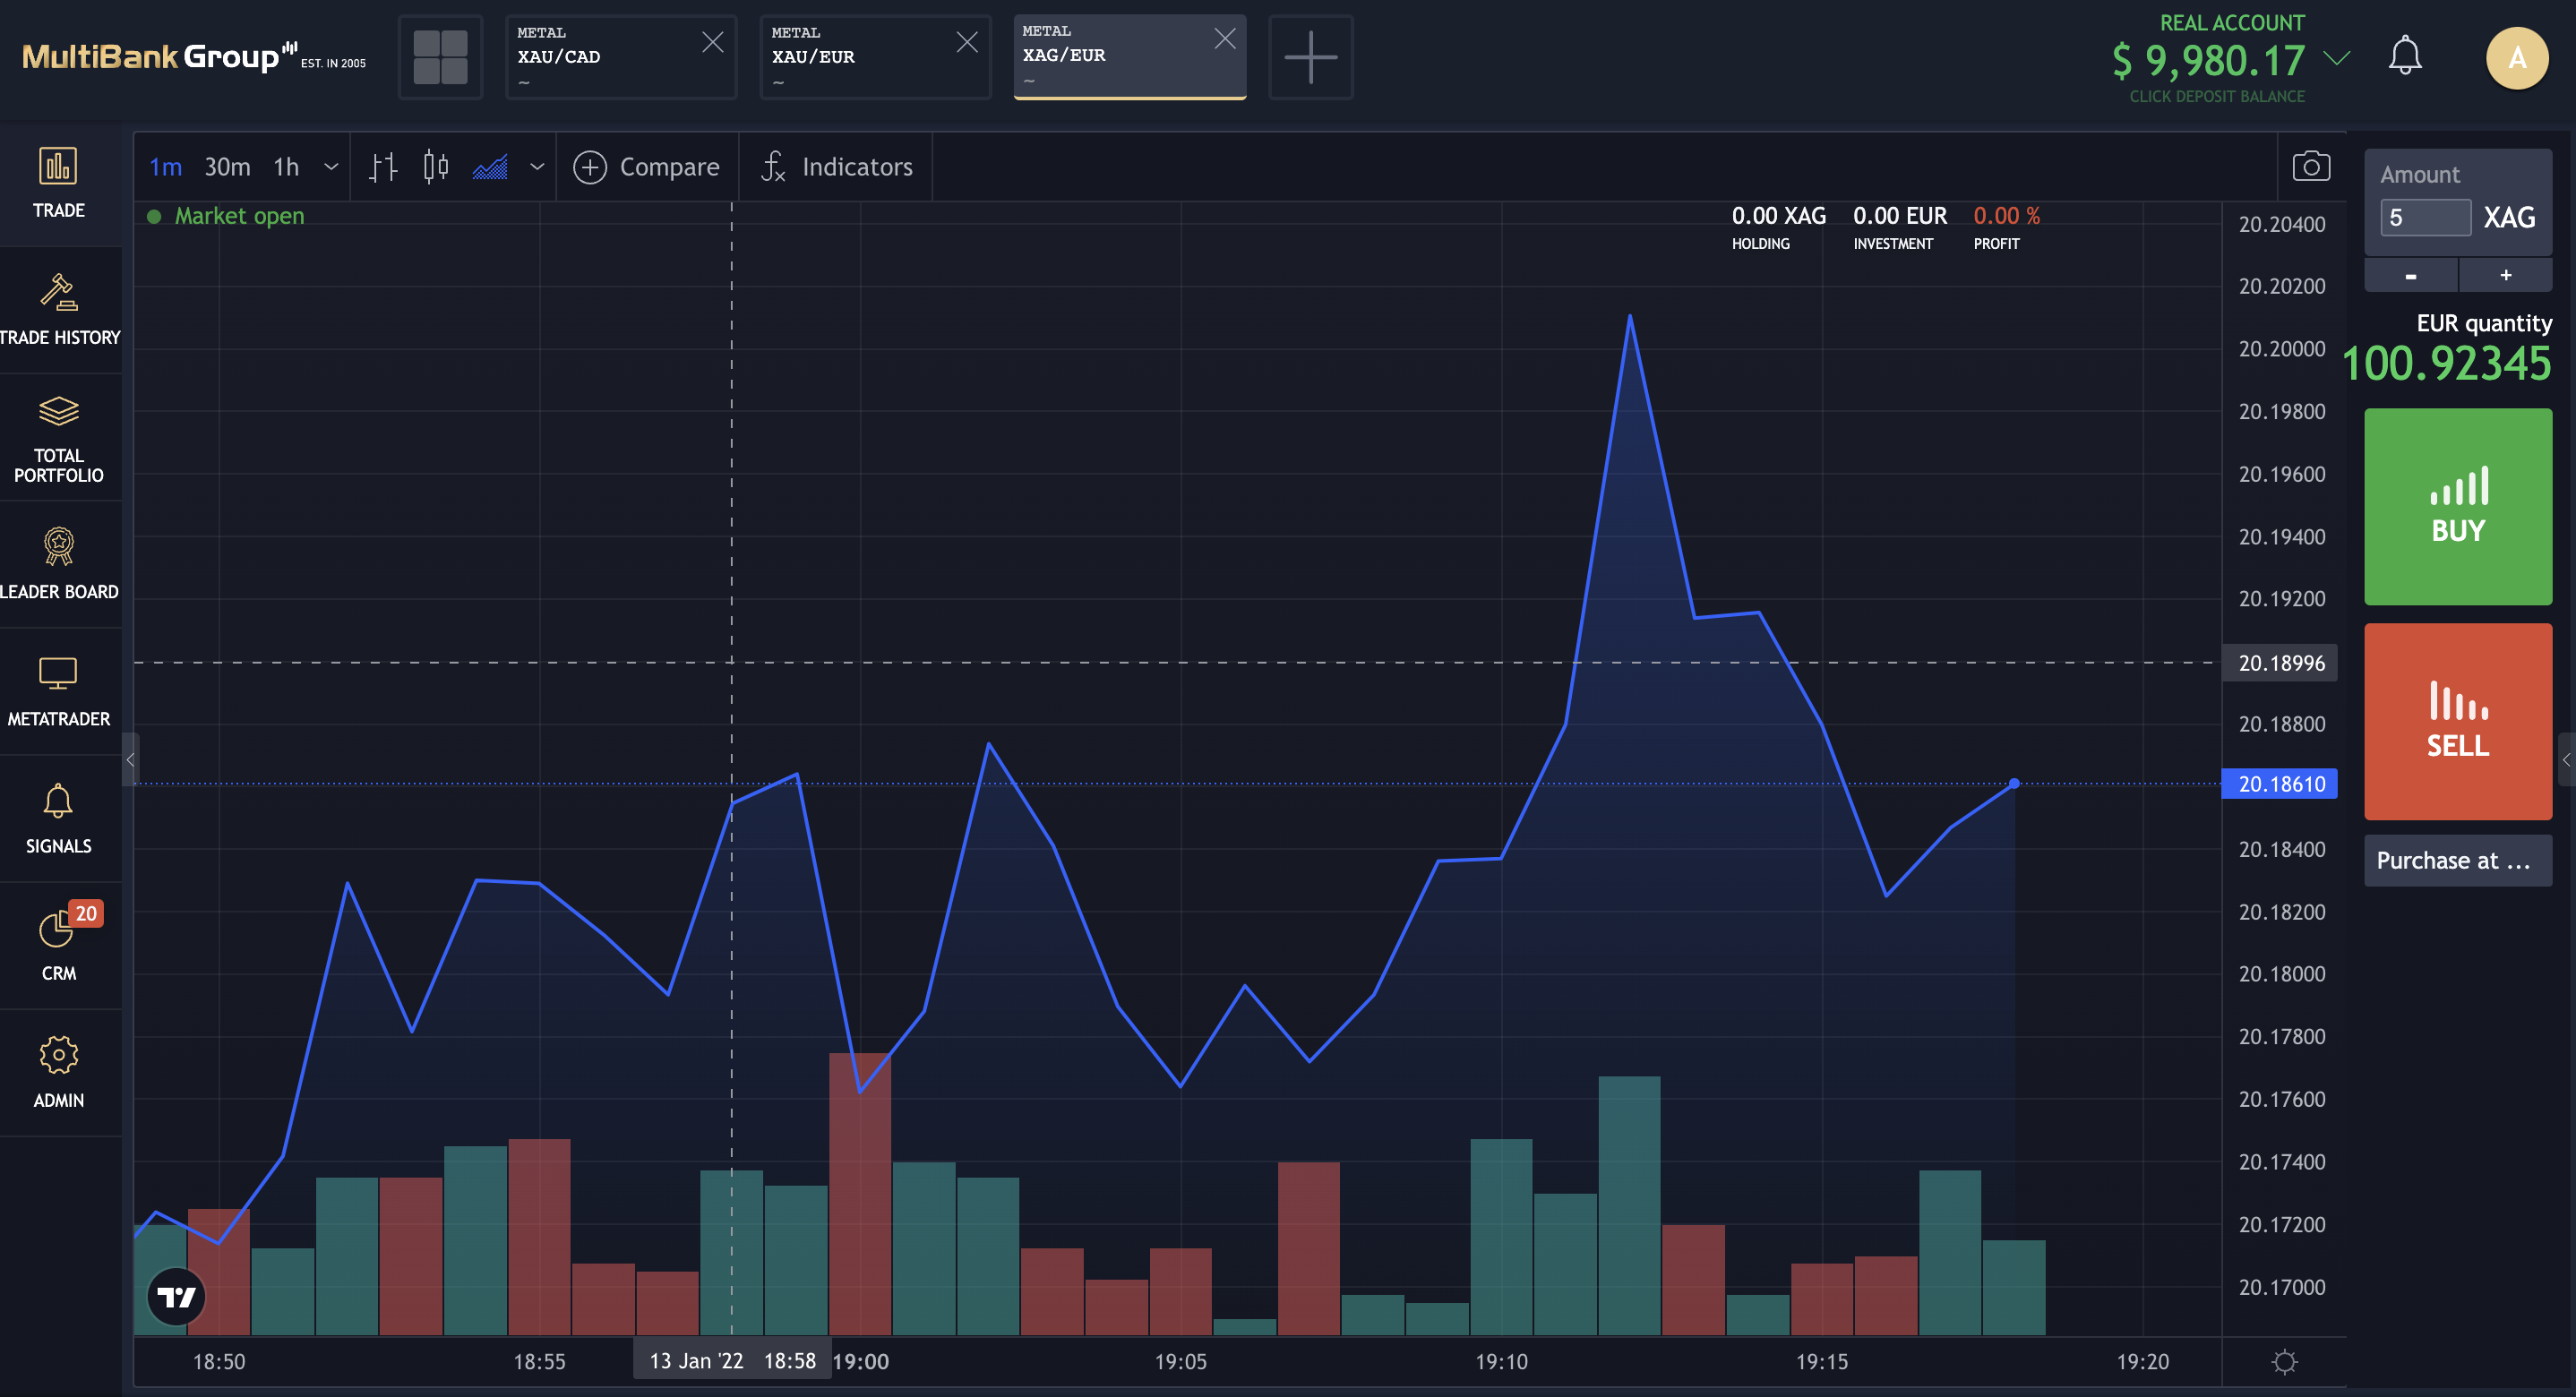 MultiBank Group EST. IN 2005
METAL
XAU/CAD
~
METAL
XAU/EUR
~
METAL
XAG/EUR
~
REAL ACCOUNT
$ 9,980.17
CLICK DEPOSIT BALANCE
A
TRADE
TRADE HISTORY
TOTAL
PORTFOLIO
LEADER BOARD
METATRADER
SIGNALS
20
CRM
ADMIN
1m 30m 1h Compare fx Indicators
Market open
0.00 XAG 0.00 EUR 0.00 %
HOLDING INVESTMENT PROFIT
20.20400
20.20200
20.20000
20.19800
20.19600
20.19400
20.19200
20.18996
20.18800
20.18610
20.18400
20.18200
20.18000
20.17800
20.17600
20.17400
20.17200
20.17000
18:50 18:55 13 Jan '22 18:58 19:00 19:05 19:10 19:15 19:20
Amount
5 XAG
- +
EUR quantity
100.92345
BUY
SELL
Purchase at ...